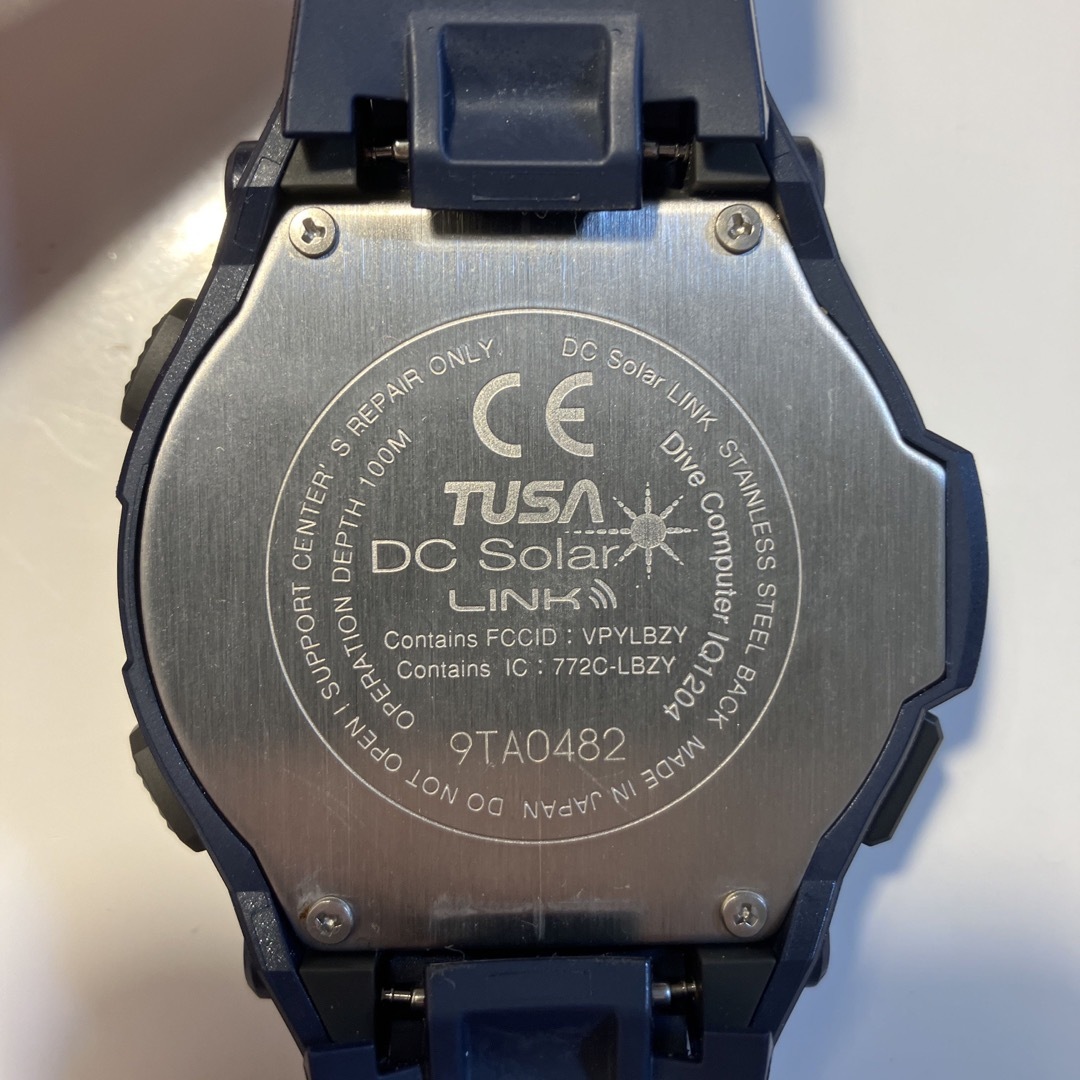 DC Solar LINK STAINLESS STEEL BACK MADE IN JAPAN DO NOT OPEN / SUPPORT CENTER' S REPAIR ONLY
OPERATION DEPTH 100M
Dive Computer IQ1204
CE
TUSA
DC Solar
LINK
Contains FCCID : VPYLBZY
Contains IC : 772C-LBZY
9TA0482